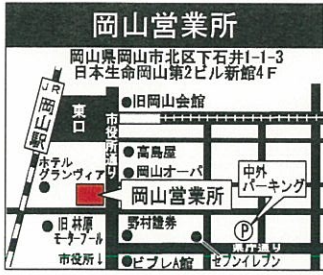 岡山営業所
岡山県岡山市北区下石井1-1-3
日本生命岡山第2ビル新館4F
JR岡山駅
東口
市役所通り
●旧岡山会館
●高島屋
●岡山オーパ
ホテル
グランヴィア
岡山営業所
中外
パーキング
旧林原
モータープール
野村證券
Ⓟ
県庁通り
市役所↓
●ビブレA館
セブンイレブン